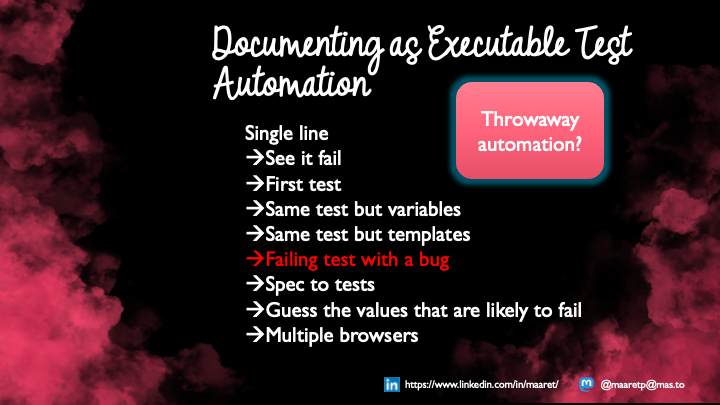 Documenting as Executable Test
Automation
Throwaway
automation?
Single line
→See it fail
→First test
→Same test but variables
→Same test but templates
→Failing test with a bug
→Spec to tests
→Guess the values that are likely to fail
→Multiple browsers
in https://www.linkedin.com/in/maaret/ m @maaretp@mas.to